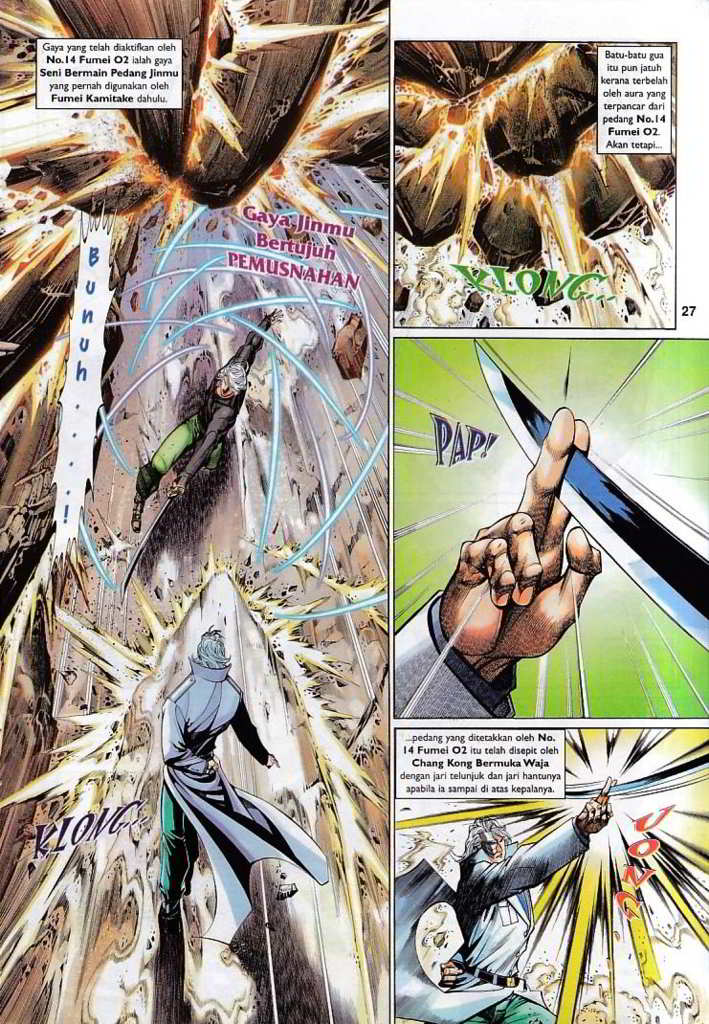 Gaya yang telah diaktifkan oleh
No.14 Fumei O2 ialah gaya
Seni Bermain Pedang Jinmu
yang pernah digunakan oleh
Fumei Kamitake dahulu.
Gaya Jinmu
Bertujuh
PEMUSNAHAN
Bunuh.....!
KLONG...
Batu-batu gua
itu pun jatuh
kerana terbelah
oleh aura yang
terpancar dari
pedang No.14
Fumei O2.
Akan tetapi...
KLONG...
27
PAP!
...pedang yang ditetakkan oleh No.
14 Fumei O2 itu telah disepit oleh
Chang Kong Bermuka Waja
dengan jari telunjuk dan jari hantunya
apabila ia sampai di atas kepalanya.
UONG